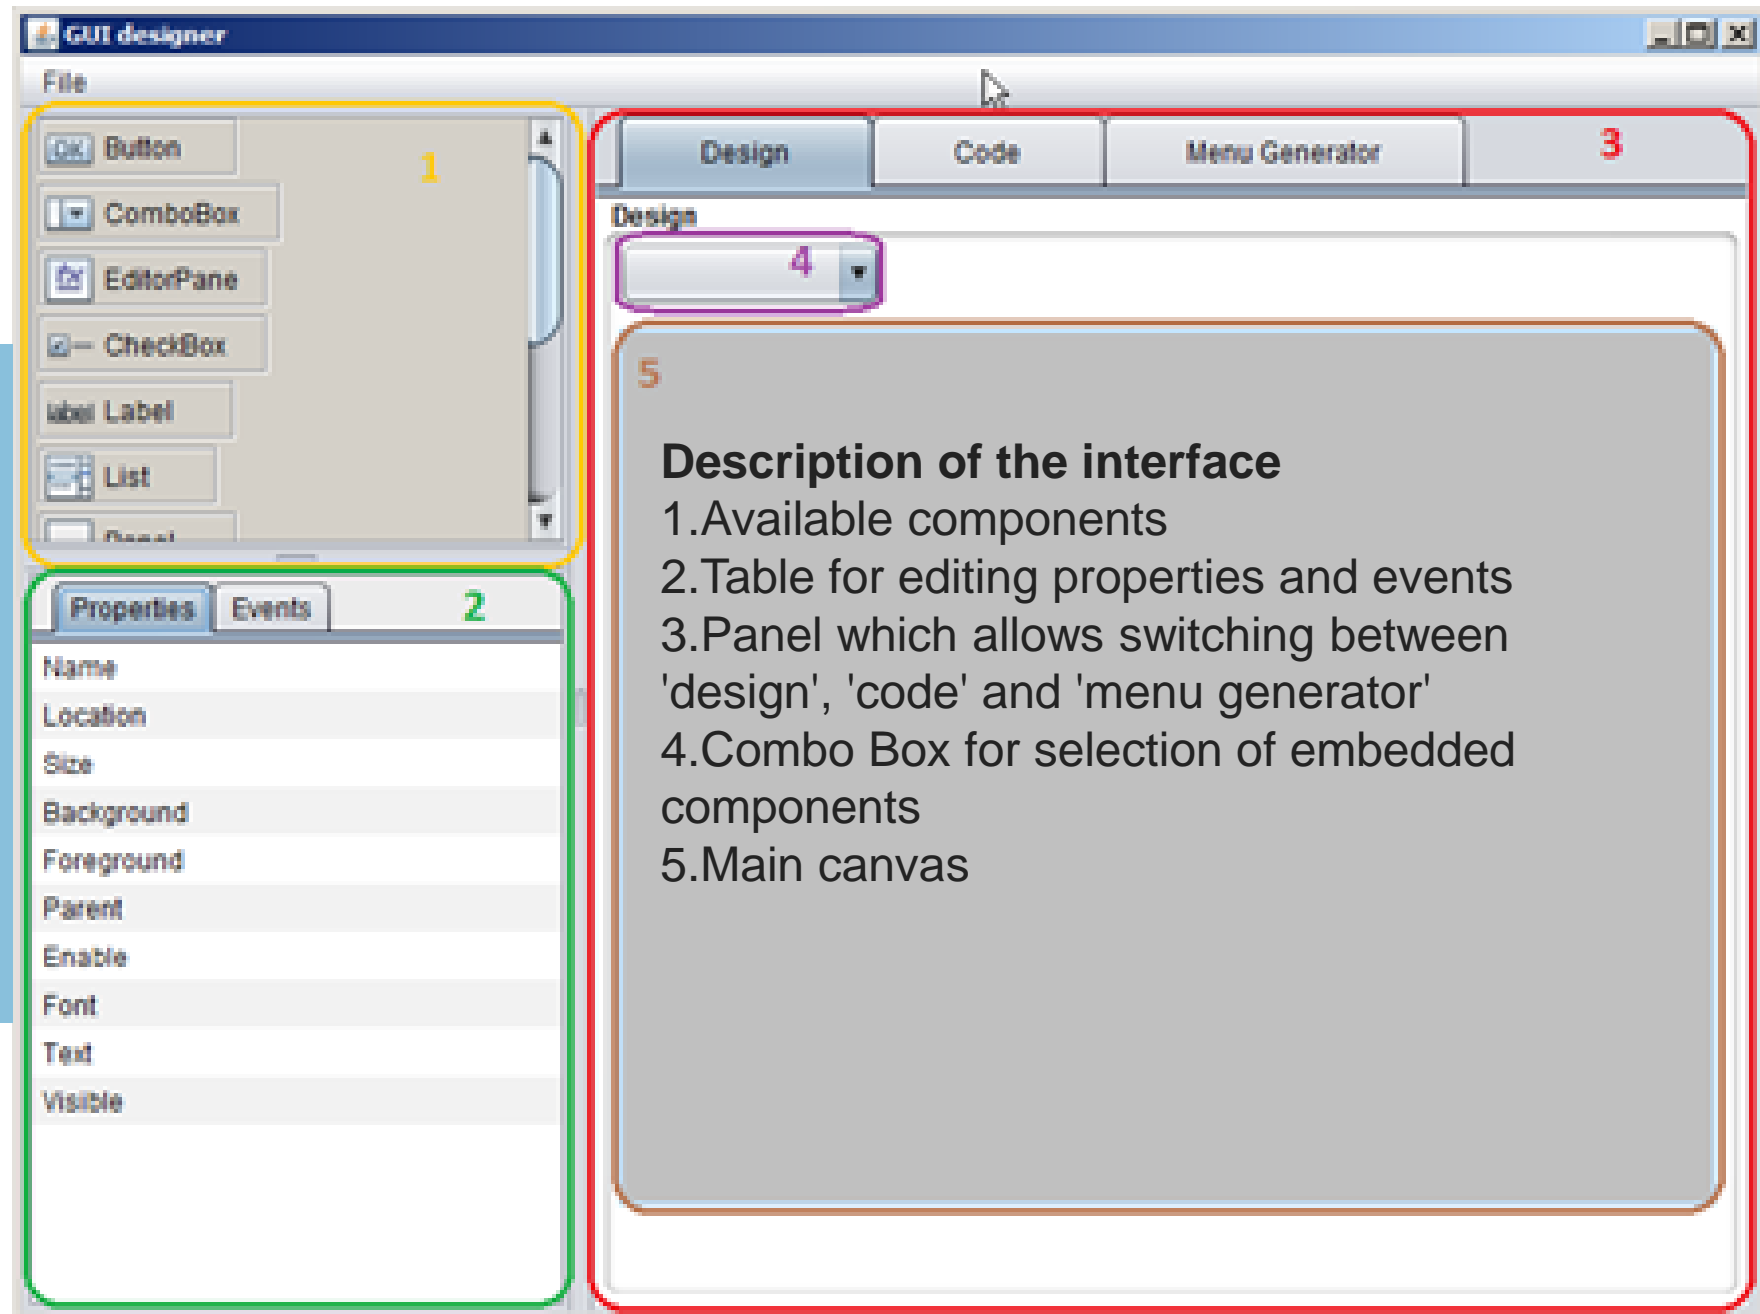 GUI designer
File
OK Button
1
ComboBox
EditorPane
CheckBox
label Label
List
Panel
Properties Events 2
Name
Location
Size
Background
Foreground
Parent
Enable
Font
Text
Visible
Design Code Menu Generator 3
Design
4
5
Description of the interface
1.Available components
2.Table for editing properties and events
3.Panel which allows switching between
'design', 'code' and 'menu generator'
4.Combo Box for selection of embedded
components
5.Main canvas